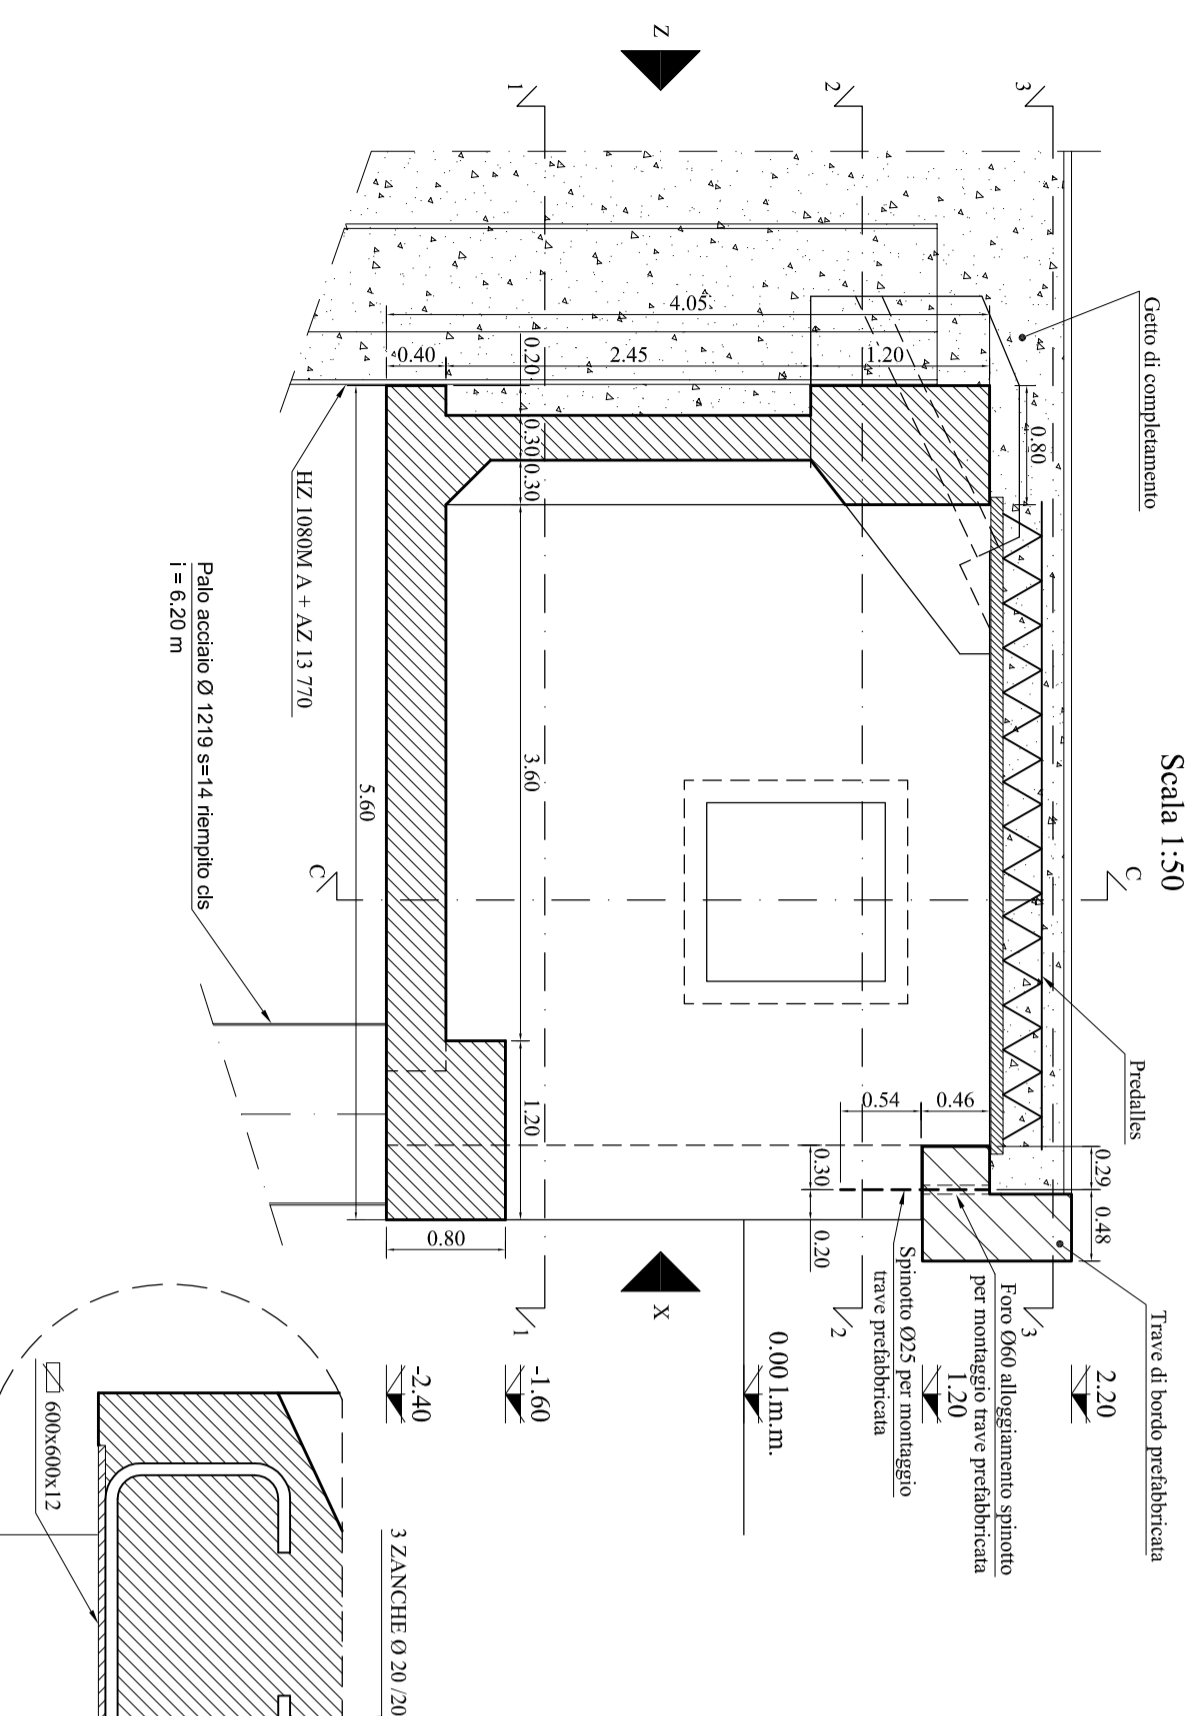 Scala 1:50
C
C
Getto di completamento
Predalles
Trave di bordo prefabbricata
Foro Ø60 alloggiamento spinotto
per montaggio trave prefabbricata
Spinotto Ø25 per montaggio
trave prefabbricata
3
2
1
Z
3
2
1
X
4.05
0.40
2.45
1.20
0.80
0.20
0.30
0.30
3.60
1.20
5.60
0.80
0.54
0.46
0.30
0.20
0.29
0.48
2.20
1.20
0.00 l.m.m.
-1.60
-2.40
HZ 1080M A + AZ 13 770
Palo acciaio Ø 1219 s=14 riempito cls
i = 6.20 m
3 ZANCHE Ø 20 /20
600x600x12